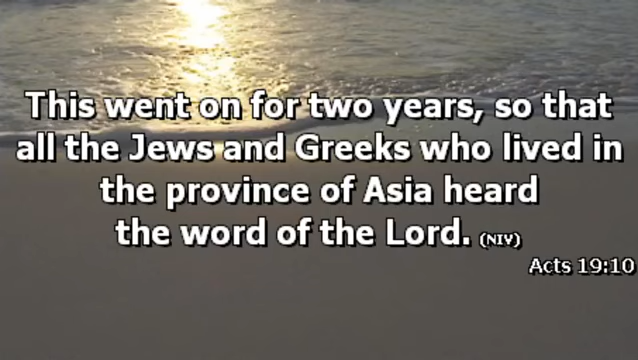 This went on for two years, so that
all the Jews and Greeks who lived in
the province of Asia heard
the word of the Lord. (NIV)
Acts 19:10